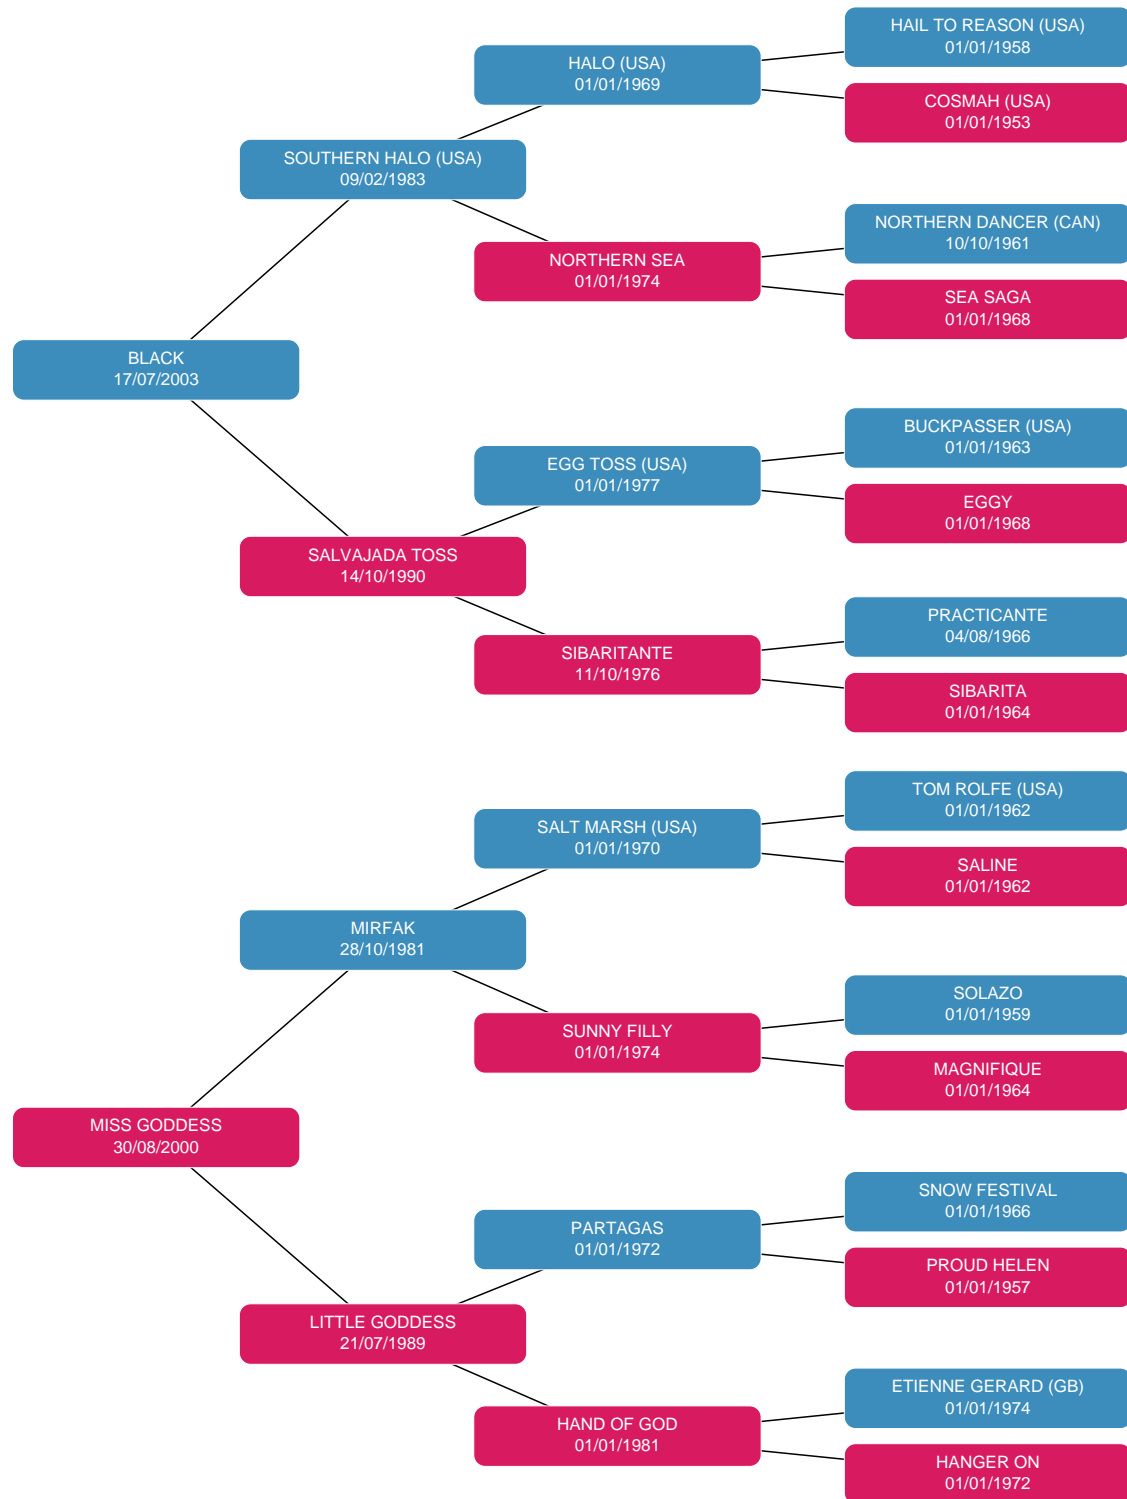 HAIL TO REASON (USA)
01/01/1958
HALO (USA)
01/01/1969
COSMAH (USA)
01/01/1953
SOUTHERN HALO (USA)
09/02/1983
NORTHERN DANCER (CAN)
10/10/1961
NORTHERN SEA
01/01/1974
SEA SAGA
01/01/1968
BLACK
17/07/2003
BUCKPASSER (USA)
01/01/1963
EGG TOSS (USA)
01/01/1977
EGGY
01/01/1968
SALVAJADA TOSS
14/10/1990
PRACTICANTE
04/08/1966
SIBARITANTE
11/10/1976
SIBARITA
01/01/1964
TOM ROLFE (USA)
01/01/1962
SALT MARSH (USA)
01/01/1970
SALINE
01/01/1962
MIRFAK
28/10/1981
SOLAZO
01/01/1959
SUNNY FILLY
01/01/1974
MAGNIFIQUE
01/01/1964
MISS GODDESS
30/08/2000
SNOW FESTIVAL
01/01/1966
PARTAGAS
01/01/1972
PROUD HELEN
01/01/1957
LITTLE GODDESS
21/07/1989
ETIENNE GERARD (GB)
01/01/1974
HAND OF GOD
01/01/1981
HANGER ON
01/01/1972